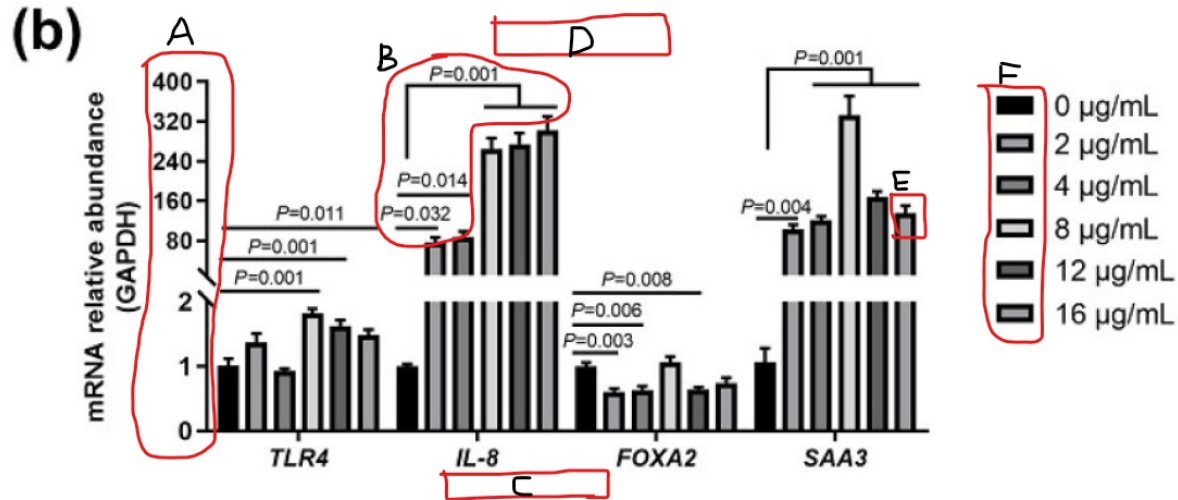 (b)
A
B
D
F
E
C
mRNA relative abundance
(GAPDH)
400
320
240
160
80
2
1
0
P=0.011
P=0.001
P=0.001
P=0.001
P=0.014
P=0.032
P=0.008
P=0.006
P=0.003
P=0.001
P=0.004
TLR4
IL-8
FOXA2
SAA3
0 µg/mL
2 µg/mL
4 µg/mL
8 µg/mL
12 µg/mL
16 µg/mL